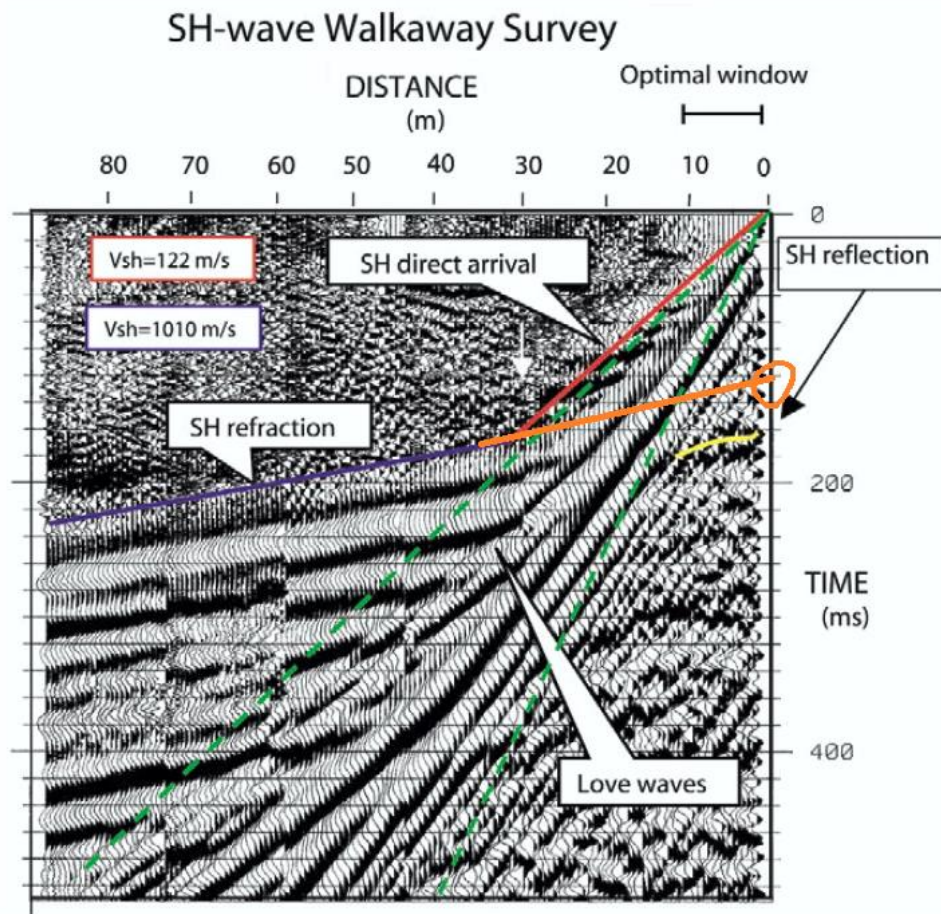 SH-wave Walkaway Survey
DISTANCE
(m)
Optimal window
80 70 60 50 40 30 20 10 0
0
Vsh=122 m/s
SH direct arrival
SH reflection
Vsh=1010 m/s
SH refraction
200
TIME
(ms)
400
Love waves